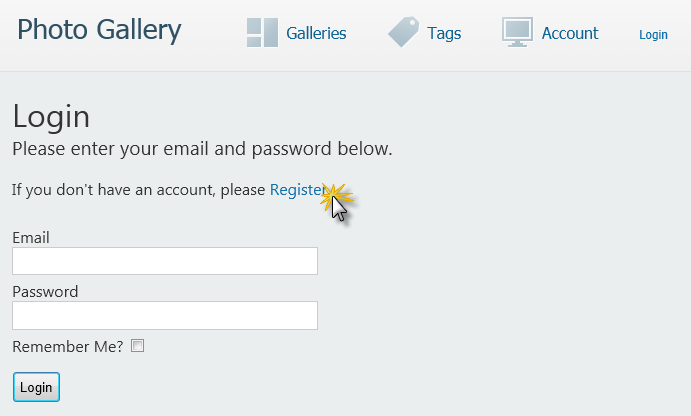 Photo Gallery Galleries Tags Account Login
Login
Please enter your email and password below.
If you don't have an account, please Register
Email
Password
Remember Me?
Login